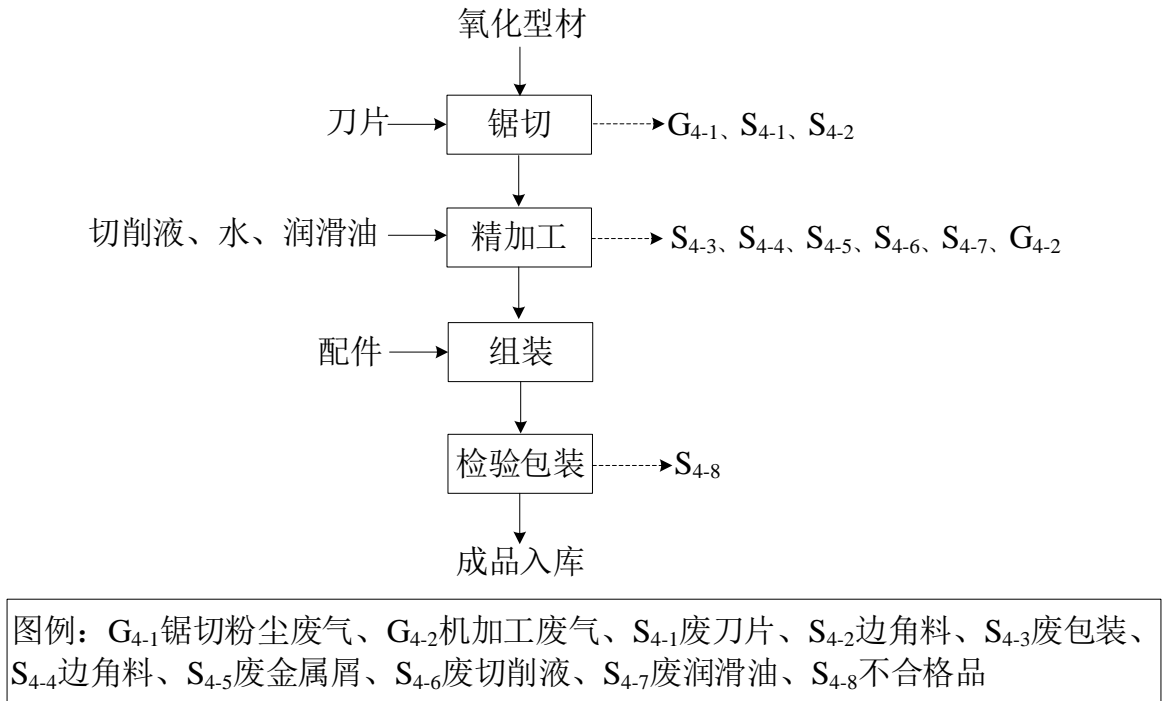 氧化型材
刀片
锯切
G4-1、S4-1、S4-2
切削液、水、润滑油
精加工
S4-3、S4-4、S4-5、S4-6、S4-7、G4-2
配件
组装
检验包装
S4-8
成品入库
图例：G4-1锯切粉尘废气、G4-2机加工废气、S4-1废刀片、S4-2边角料、S4-3废包装、
S4-4边角料、S4-5废金属屑、S4-6废切削液、S4-7废润滑油、S4-8不合格品